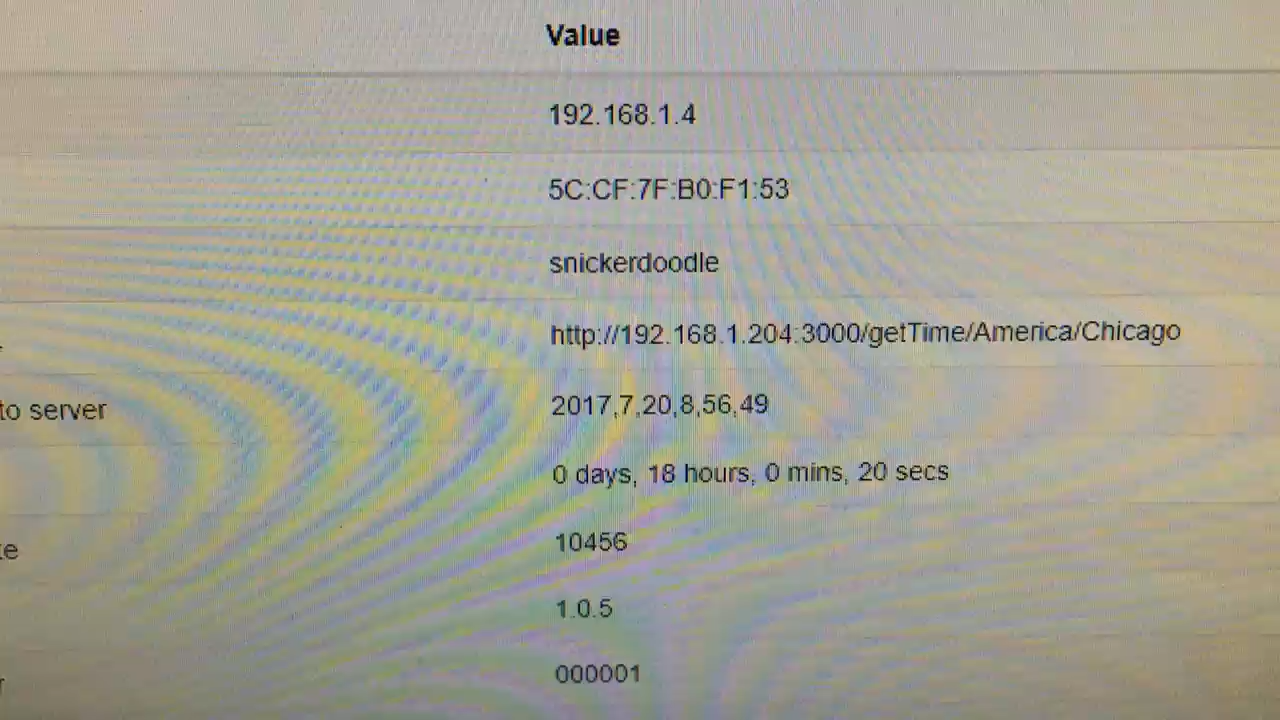 Value
192.168.1.4
5C:CF:7F:B0:F1:53
snickerdoodle
http://192.168.1.204:3000/getTime/America/Chicago
to server 2017,7,20,8,56,49
0 days, 18 hours, 0 mins, 20 secs
10456
1.0.5
000001